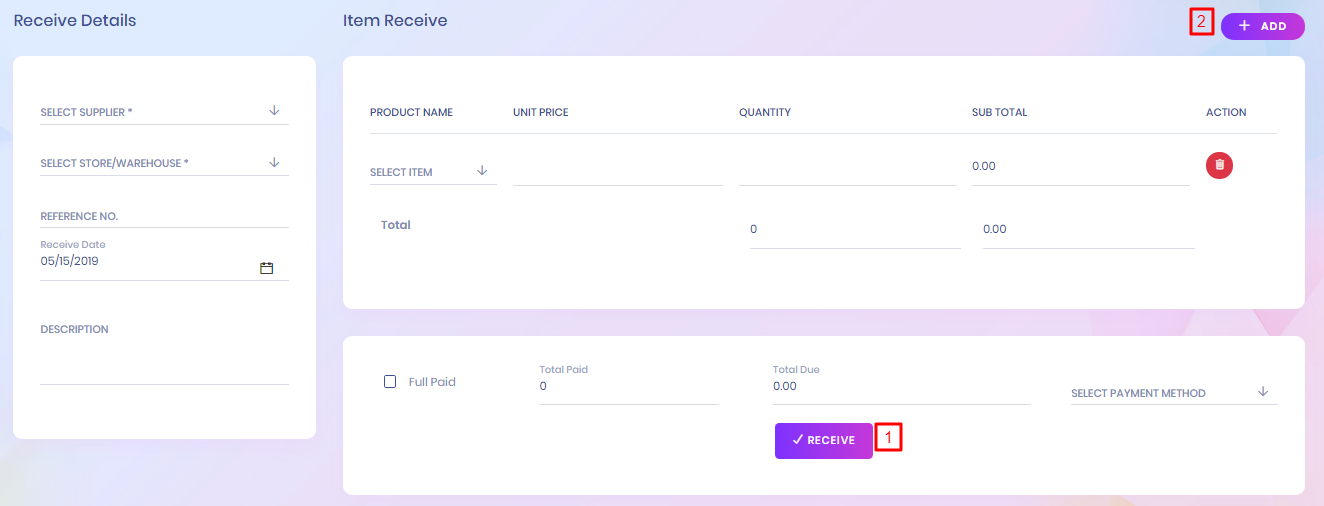 Receive Details
Item Receive
2
ADD
SELECT SUPPLIER *
SELECT STORE/WAREHOUSE *
REFERENCE NO.
Receive Date
05/15/2019
DESCRIPTION
PRODUCT NAME UNIT PRICE QUANTITY SUB TOTAL ACTION
SELECT ITEM 0.00
Total 0 0.00
Full Paid
Total Paid
0
Total Due
0.00
SELECT PAYMENT METHOD
RECEIVE
1